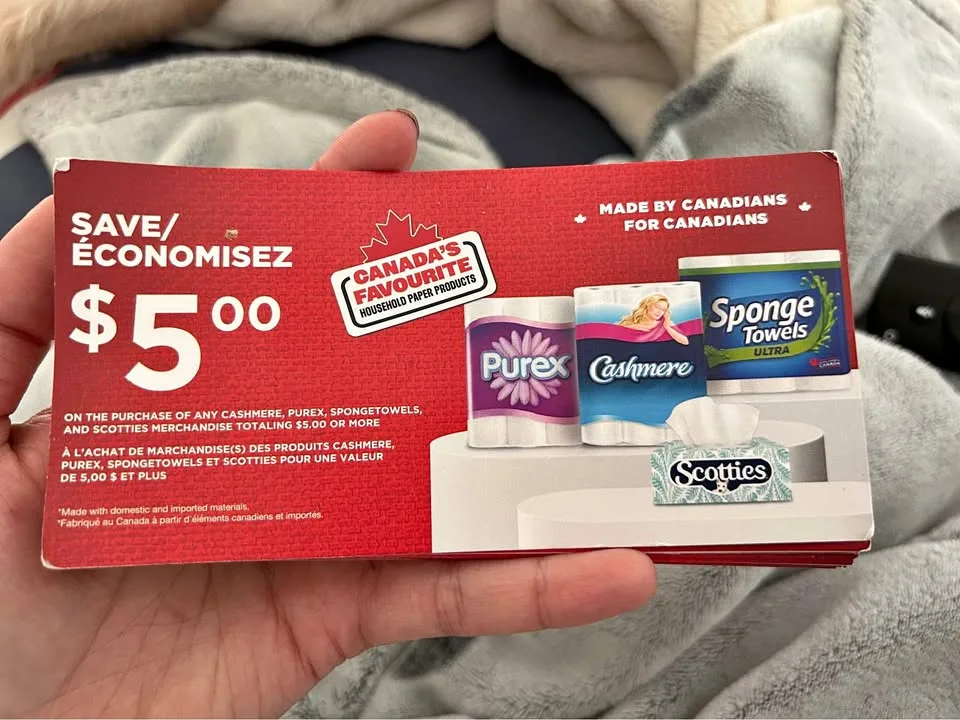 SAVE/
ÉCONOMISEZ
$5.00
ON THE PURCHASE OF ANY CASHMERE, PUREX, SPONGETOWELS,
AND SCOTTIES MERCHANDISE TOTALING $5.00 OR MORE
À L'ACHAT DE MARCHANDISE(S) DES PRODUITS CASHMERE,
PUREX, SPONGETOWELS ET SCOTTIES POUR UNE VALEUR
DE 5,00 $ ET PLUS
*Made with domestic and imported materials.
*Fabriqué au Canada à partir d'éléments canadiens et importés.
CANADA'S
FAVOURITE
HOUSEHOLD PAPER PRODUCTS
MADE BY CANADIANS
FOR CANADIANS
Purex
Cashmere
Sponge
Towels
ULTRA
CANADA
Scotties